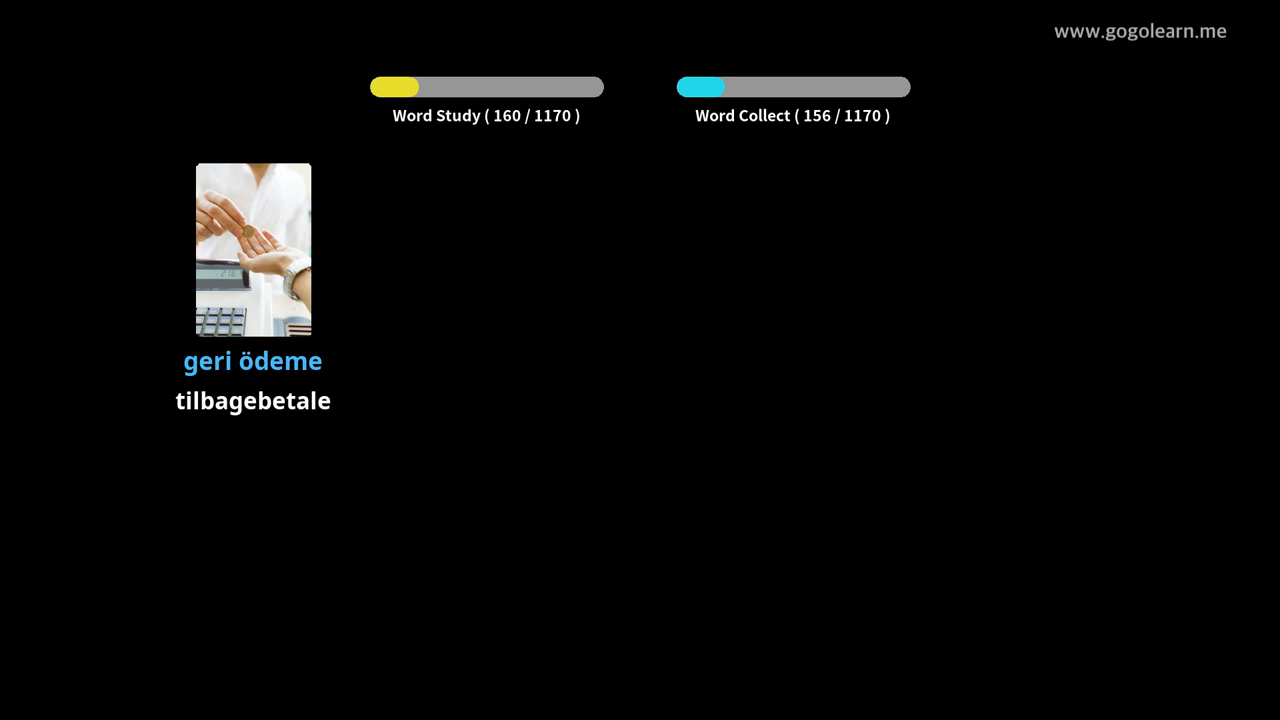 www.gogolearn.me
Word Study ( 160 / 1170 )
Word Collect ( 156 / 1170 )
geri ödeme
tilbagebetale